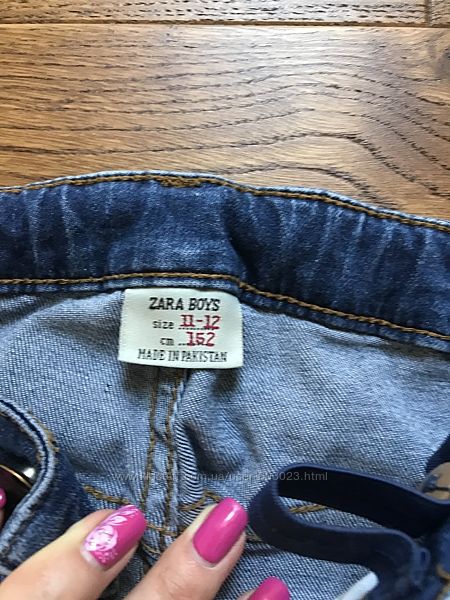 ZARA BOYS
size 11-12
cm 152
MADE IN PAKISTAN